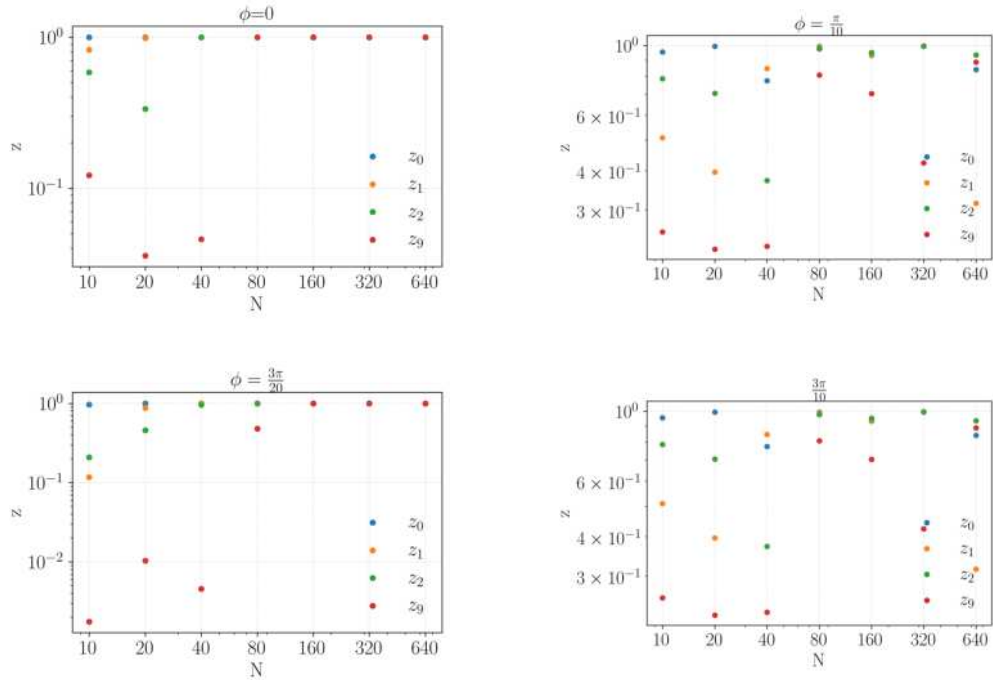 ϕ=0
10⁰
10⁻¹
z
z₀
z₁
z₂
z₉
10 20 40 80 160 320 640
N
ϕ = π/10
10⁰
6 × 10⁻¹
4 × 10⁻¹
3 × 10⁻¹
z
z₀
z₁
z₂
z₉
10 20 40 80 160 320 640
N
ϕ = 3π/20
10⁰
10⁻¹
10⁻²
z
z₀
z₁
z₂
z₉
10 20 40 80 160 320 640
N
3π/10
10⁰
6 × 10⁻¹
4 × 10⁻¹
3 × 10⁻¹
z
z₀
z₁
z₂
z₉
10 20 40 80 160 320 640
N